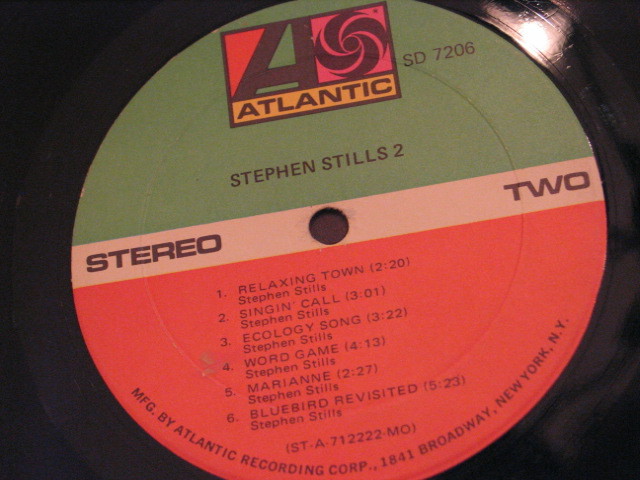 ATLANTIC
SD 7206
STEPHEN STILLS 2
STEREO
TWO
1. RELAXING TOWN (2:20)
Stephen Stills
2. SINGIN' CALL (3:01)
Stephen Stills
3. ECOLOGY SONG (3:22)
Stephen Stills
4. WORD GAME (4:13)
Stephen Stills
5. MARIANNE (2:27)
Stephen Stills
6. BLUEBIRD REVISITED (5:23)
Stephen Stills
(ST-A-712222-MO)
MFG. BY ATLANTIC RECORDING CORP., 1841 BROADWAY, NEW YORK, N.Y.